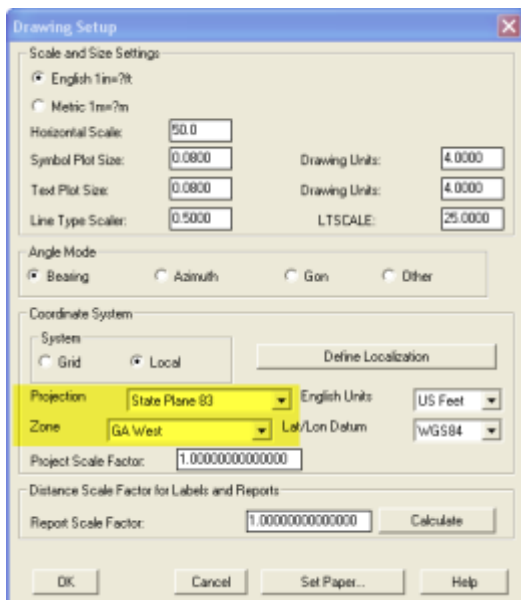 Drawing Setup
Scale and Size Settings
English 1in=?ft
Metric 1m=?m
Horizontal Scale: 50.0
Symbol Plot Size: 0.0800 Drawing Units: 4.0000
Text Plot Size: 0.0800 Drawing Units: 4.0000
Line Type Scaler: 0.5000 LTSCALE: 25.0000
Angle Mode
Bearing Azimuth Gon Other
Coordinate System
System
Grid Local Define Localization
Projection State Plane 83 English Units US Feet
Zone GA West Lat/Lon Datum WGS84
Project Scale Factor: 1.00000000000000
Distance Scale Factor for Labels and Reports
Report Scale Factor: 1.00000000000000 Calculate
OK Cancel Set Paper... Help